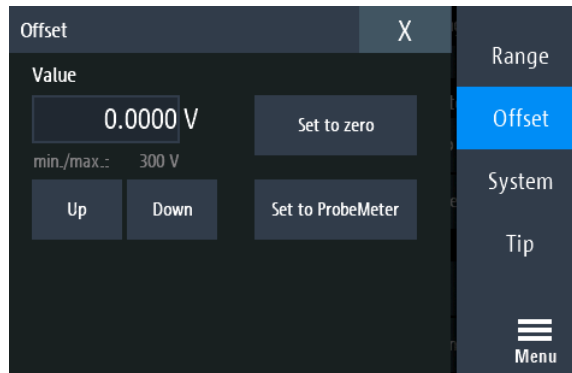 Offset X
Value
0.0000 V
Set to zero
min./max.: 300 V
Up
Down
Set to ProbeMeter
Range
Offset
System
Tip
Menu